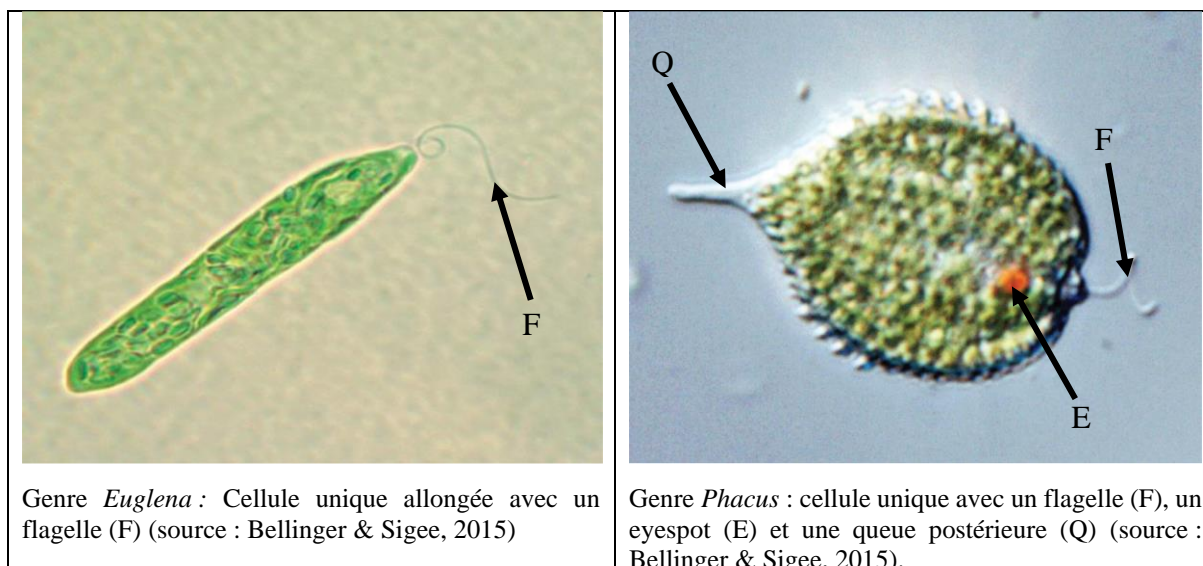 Q
F
F
E
Genre Euglena : Cellule unique allongée avec un
flagelle (F) (source : Bellinger & Sigee, 2015)
Genre Phacus : cellule unique avec un flagelle (F), un
eyespot (E) et une queue postérieure (Q) (source :
Bellinger & Sigee, 2015).